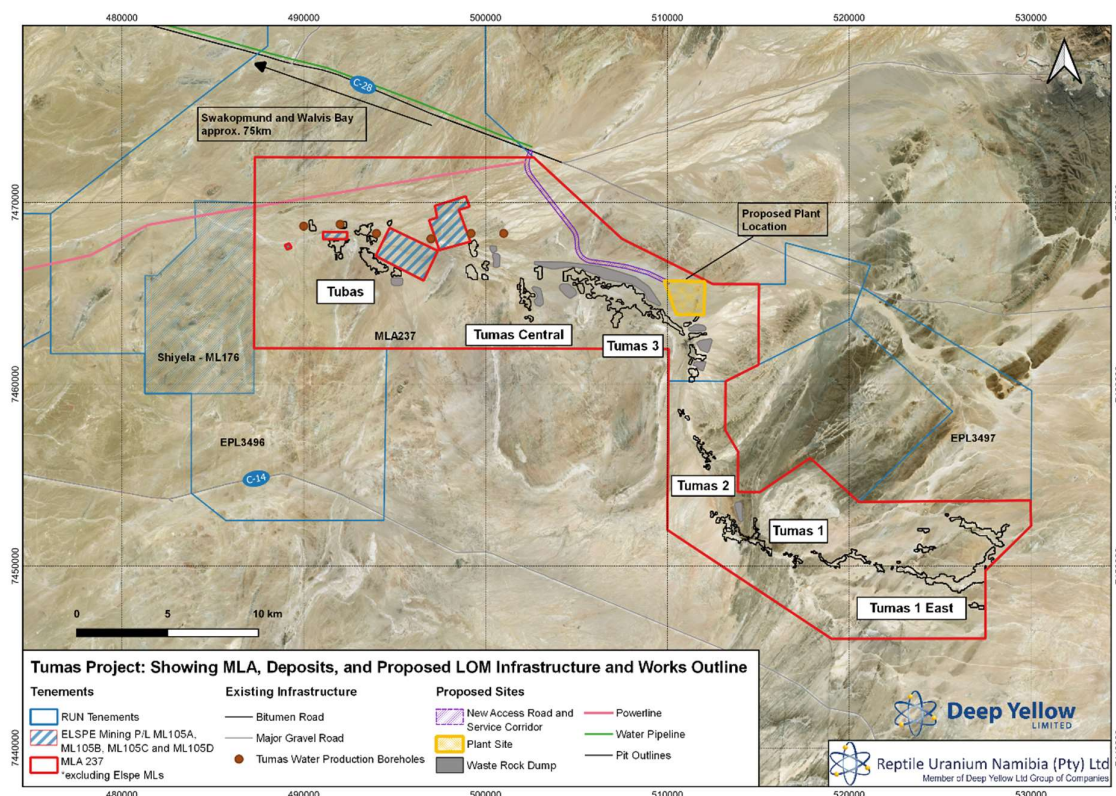 480000
490000
500000
510000
520000
530000
C-28
Swakopmund and Walvis Bay
approx. 75km
7470000
7470000
Proposed Plant
Location
Tubas
Tumas Central
MLA237
Tumas 3
Shiyela - ML176
7460000
EPL3496
EPL3497
C-14
Tumas 2
Tumas 1
7450000
7450000
Tumas 1 East
0
5
10 km
Tumas Project: Showing MLA, Deposits, and Proposed LOM Infrastructure and Works Outline
Tenements
RUN Tenements
ELSPE Mining P/L ML105A,
ML105B, ML105C and ML105D
MLA 237
*excluding Elspe MLs
Existing Infrastructure
Bitumen Road
Major Gravel Road
Tumas Water Production Boreholes
Proposed Sites
New Access Road and
Service Corridor
Plant Site
Waste Rock Dump
Powerline
Water Pipeline
Pit Outlines
7440000
Deep Yellow
LIMITED
Reptile Uranium Namibia (Pty) Ltd
Member of Deep Yellow Ltd Group of Companies
480000
490000
500000
510000
520000
530000